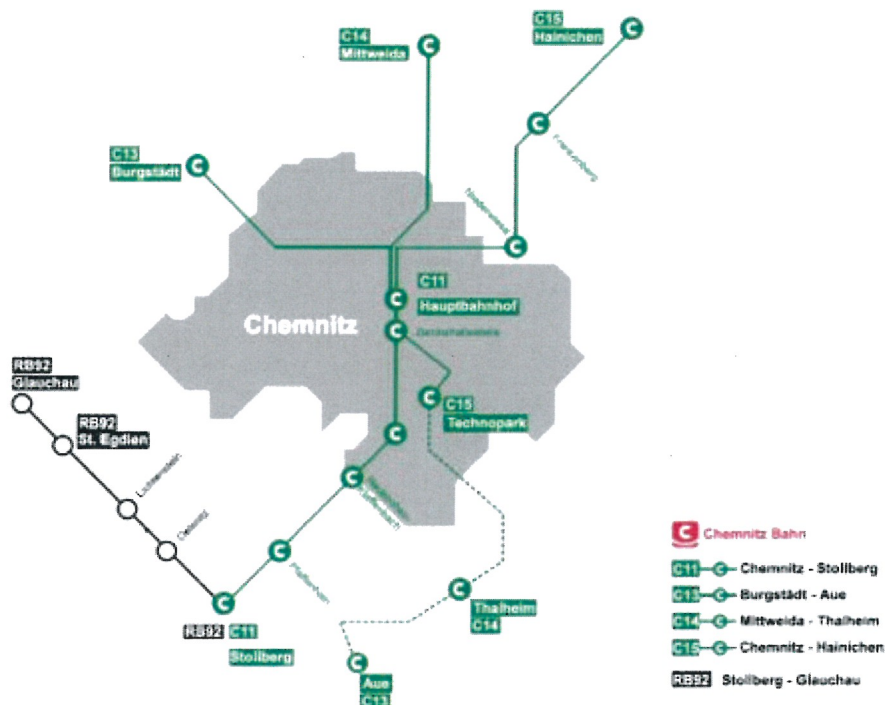 C15
Hainichen
C14
Mittweida
Frankenberg
C13
Burgstädt
Niederwiesa
C11
Hauptbahnhof
Chemnitz
RB92
Glauchau
C15
Technopark
RB92
St. Egdien
Lichtenstein
Oelsnitz
Pfaffenhain
Chemnitz Bahn
C11 C Chemnitz - Stollberg
C13 C Burgstädt - Aue
C14 C Mittweida - Thalheim
C15 C Chemnitz - Hainichen
RB92 Stollberg - Glauchau
Thalheim
C14
RB92 C11
Stollberg
Aue
C13